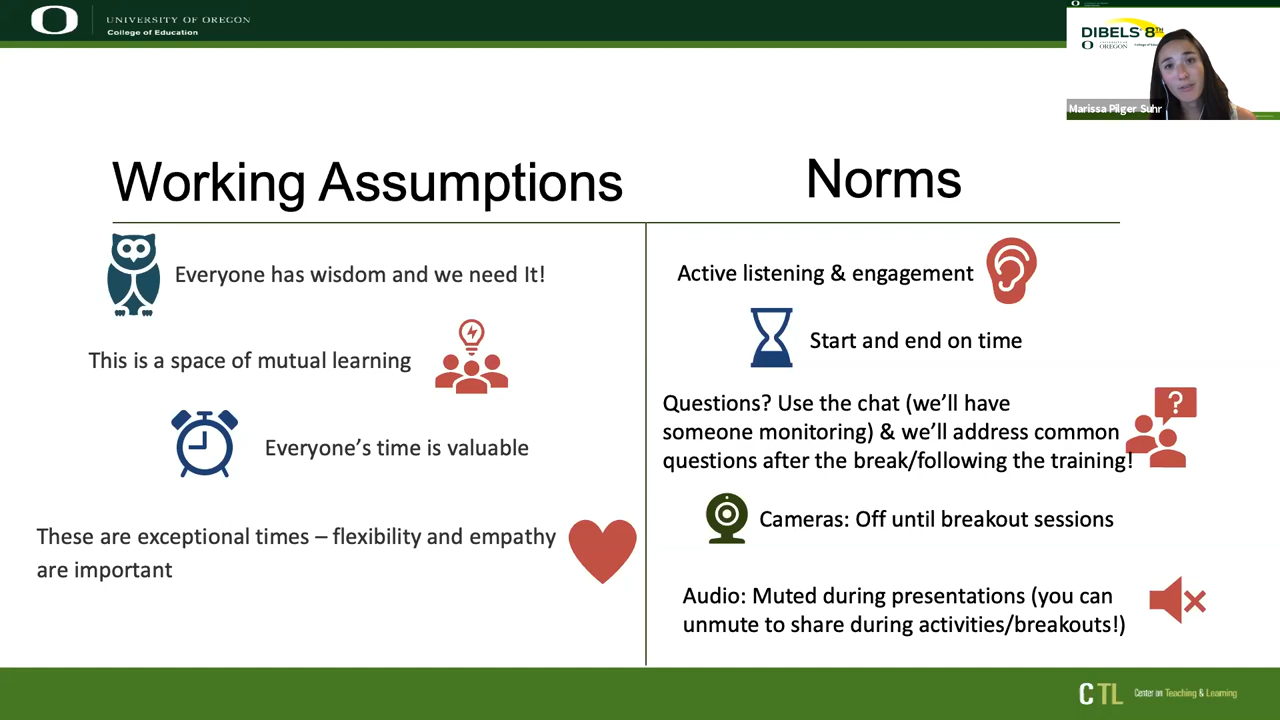 UNIVERSITY OF OREGON
College of Education
DIBELS 8TH
OREGON
Marissa Pilger Suhr
Working Assumptions
Everyone has wisdom and we need It!
This is a space of mutual learning
Everyone's time is valuable
These are exceptional times – flexibility and empathy
are important
Norms
Active listening & engagement
Start and end on time
Questions? Use the chat (we'll have
someone monitoring) & we'll address common
questions after the break/following the training!
?
Cameras: Off until breakout sessions
Audio: Muted during presentations (you can
unmute to share during activities/breakouts!)
CTL Center on Teaching & Learning